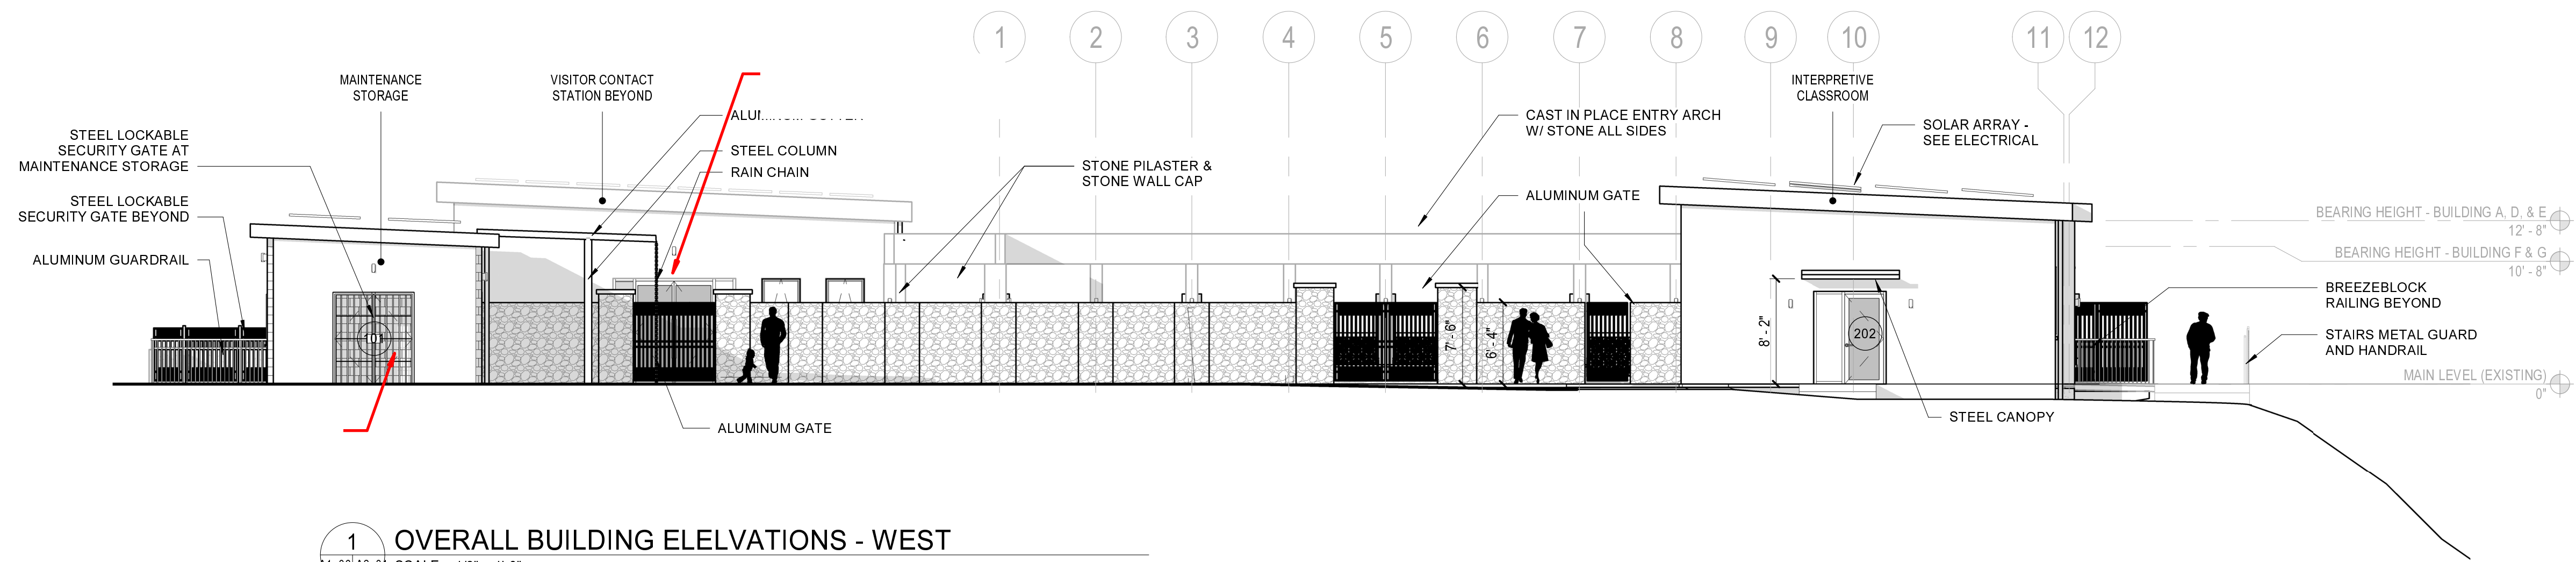 1 2 3 4 5 6 7 8 9 10 11 12
MAINTENANCE
STORAGE
VISITOR CONTACT
STATION BEYOND
INTERPRETIVE
CLASSROOM
STEEL LOCKABLE
SECURITY GATE AT
MAINTENANCE STORAGE
STEEL LOCKABLE
SECURITY GATE BEYOND
ALUMINUM GUARDRAIL
STEEL COLUMN
RAIN CHAIN
STONE PILASTER &
STONE WALL CAP
CAST IN PLACE ENTRY ARCH
W/ STONE ALL SIDES
ALUMINUM GATE
SOLAR ARRAY -
SEE ELECTRICAL
BEARING HEIGHT - BUILDING A, D, & E
12' - 8"
BEARING HEIGHT - BUILDING F & G
10' - 8"
BREEZEBLOCK
RAILING BEYOND
STAIRS METAL GUARD
AND HANDRAIL
MAIN LEVEL (EXISTING)
0"
7' - 6"
6' - 4"
8' - 2"
202
STEEL CANOPY
ALUMINUM GATE
1
OVERALL BUILDING ELELVATIONS - WEST